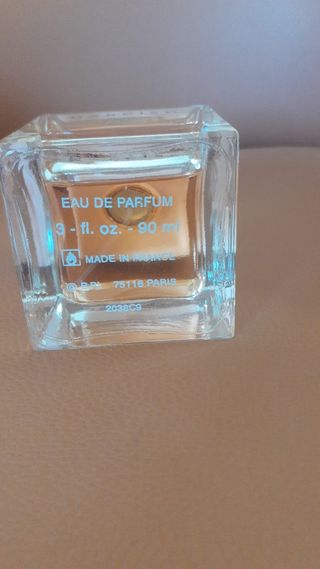 EAU DE PARFUM
3 - fl. oz. - 90 ml
MADE IN FRANCE
75116 PARIS
2038C9